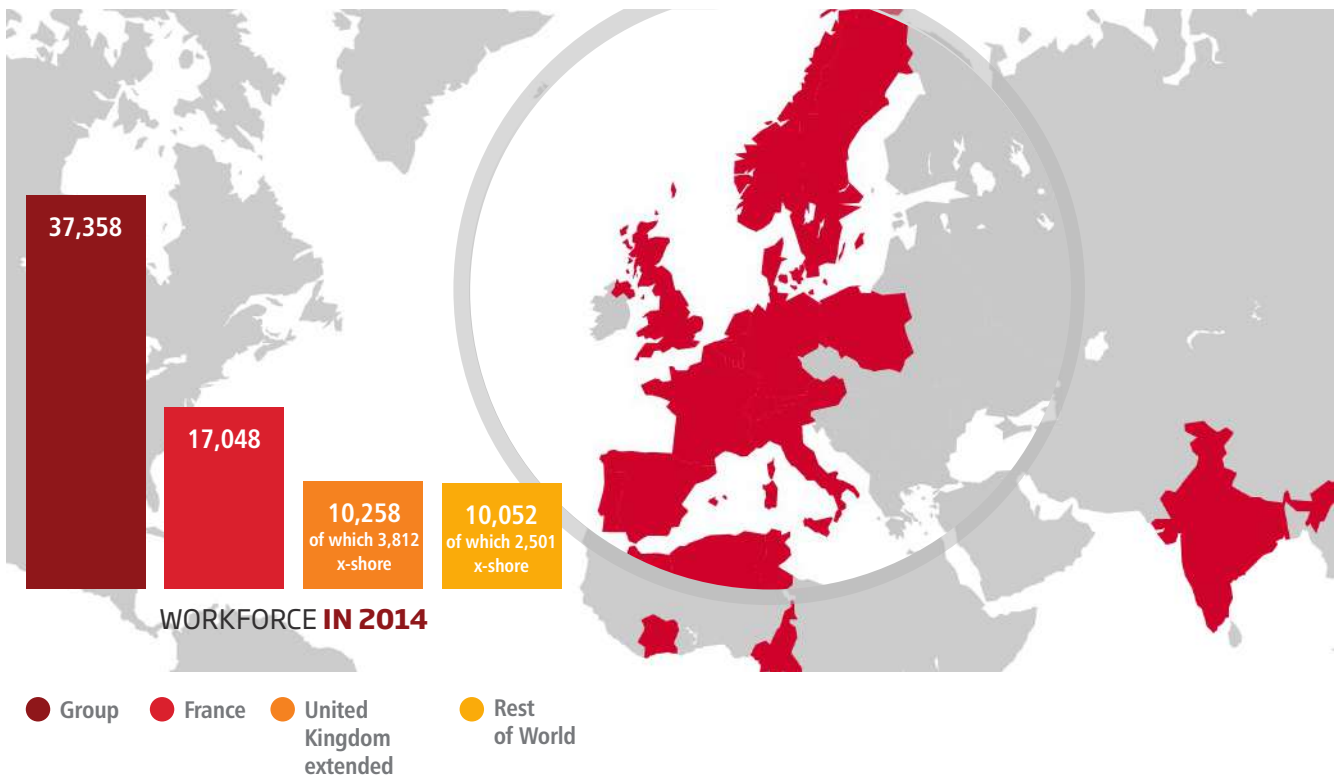 37,358
17,048
10,258
of which 3,812
x-shore
10,052
of which 2,501
x-shore
WORKFORCE IN 2014
Group
France
United
Kingdom
extended
Rest
of World